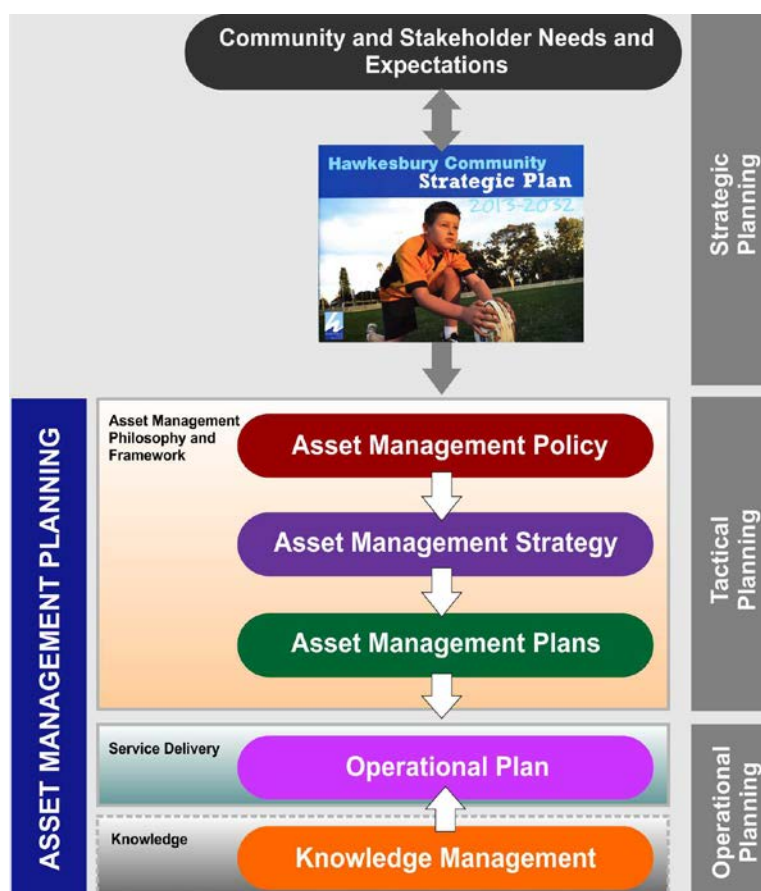 Community and Stakeholder Needs and
Expectations
Hawkesbury Community
Strategic Plan
2013-2032
Strategic
Planning
ASSET MANAGEMENT PLANNING
Asset Management
Philosophy and
Framework
Asset Management Policy
Asset Management Strategy
Asset Management Plans
Tactical
Planning
Service Delivery
Operational Plan
Knowledge
Knowledge Management
Operational
Planning